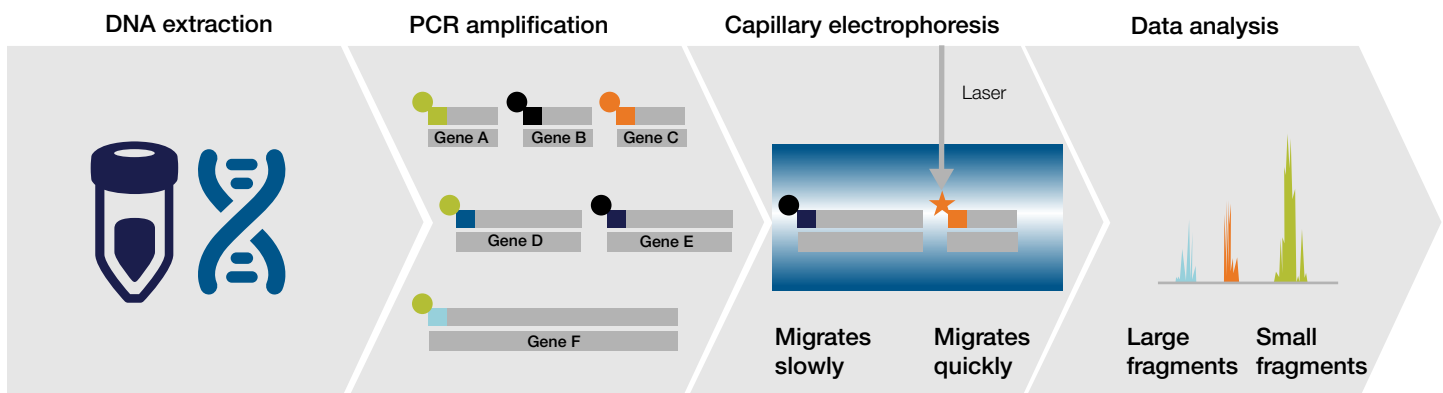 DNA extraction
PCR amplification
Capillary electrophoresis
Data analysis
Laser
Gene A
Gene B
Gene C
Gene D
Gene E
Gene F
Migrates
slowly
Migrates
quickly
Large
fragments
Small
fragments